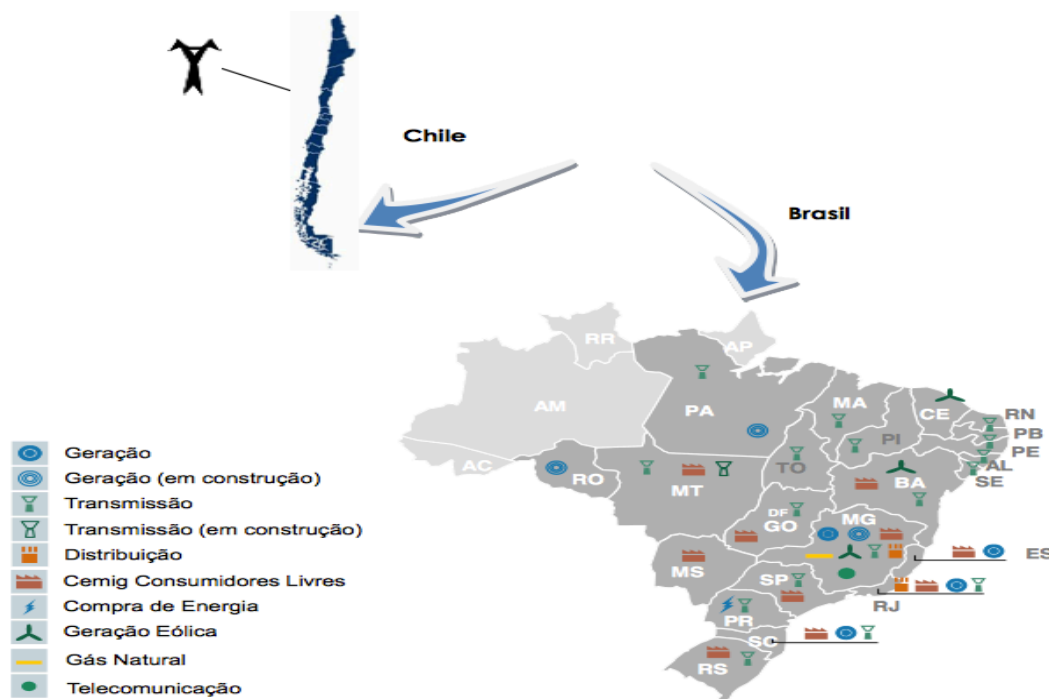 Chile
Brasil
RR
AP
AM
PA
MA
CE
RN
PB
PE
AL
SE
PI
TO
AC
RO
MT
BA
DF
GO
MG
ES
MS
SP
RJ
PR
SC
RS
Geração
Geração (em construção)
Transmissão
Transmissão (em construção)
Distribuição
Cemig Consumidores Livres
Compra de Energia
Geração Eólica
Gás Natural
Telecomunicação